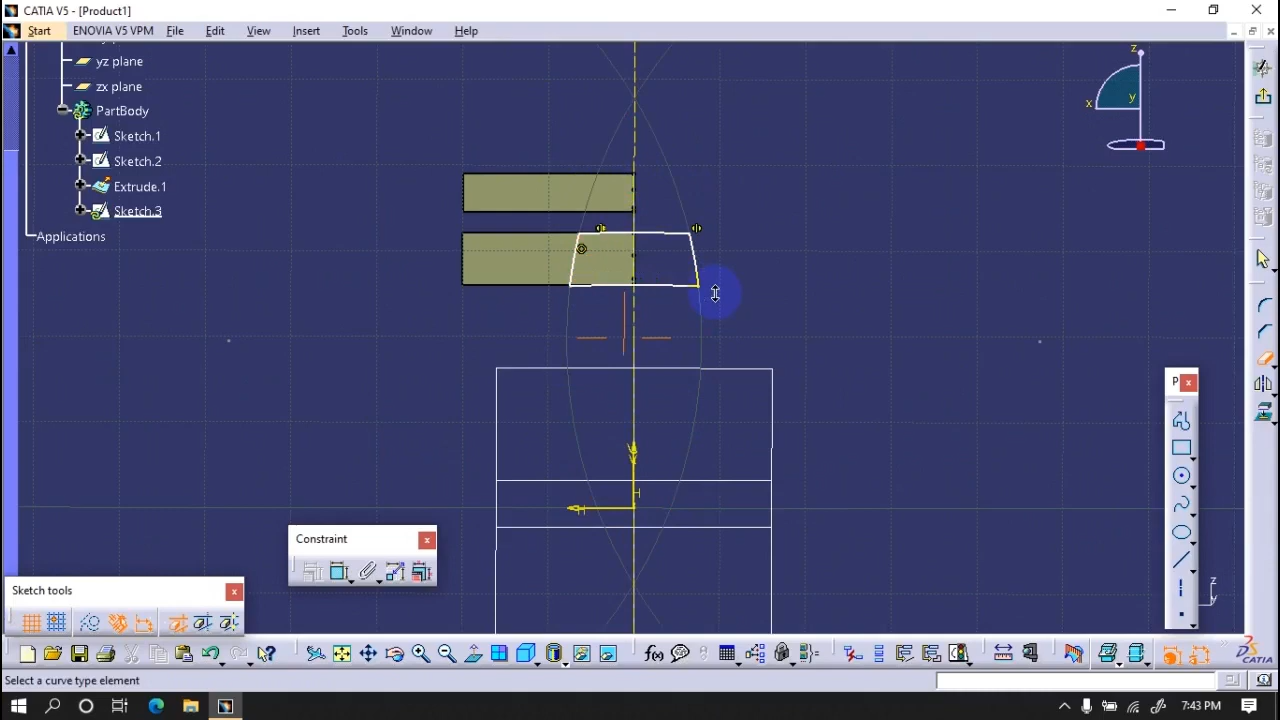 CATIA V5 - [Product1]
Start ENOVIA V5 VPM File Edit View Insert Tools Window Help
yz plane
zx plane
PartBody
Sketch.1
Sketch.2
Extrude.1
Sketch.3
Applications
z
x
y
H
H
P
Constraint
Sketch tools
z
y
f(x)
CATIA
Select a curve type element
7:43 PM